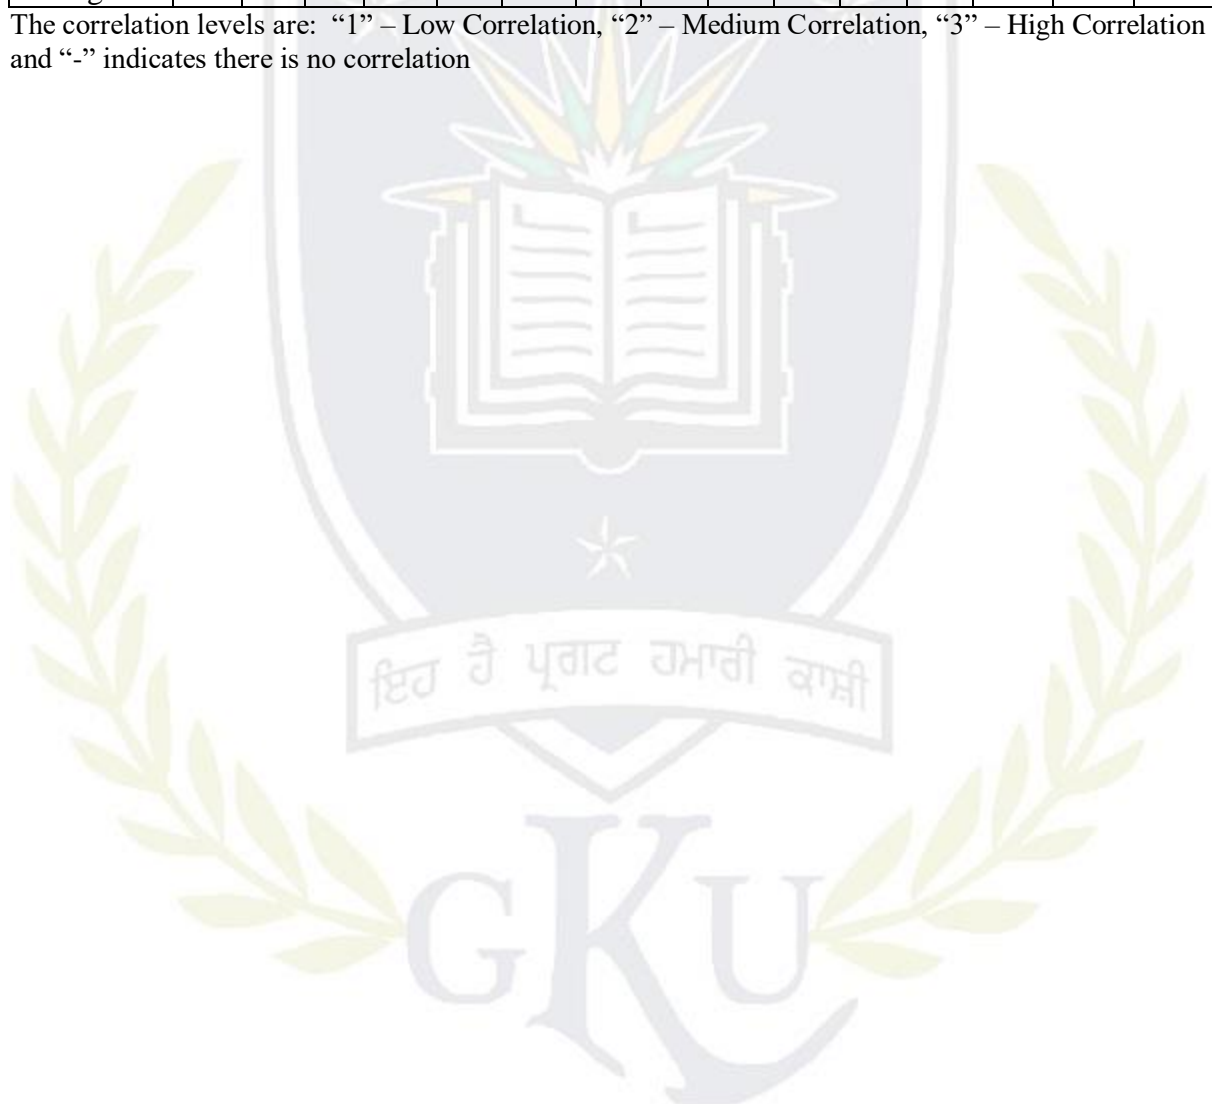 The correlation levels are: “1” – Low Correlation, “2” – Medium Correlation, “3” – High Correlation
and “-” indicates there is no correlation
ਇਹ ਹੈ ਪ੍ਰਗਟ ਹਮਾਰੀ ਕਾਸ਼ੀ
GKU